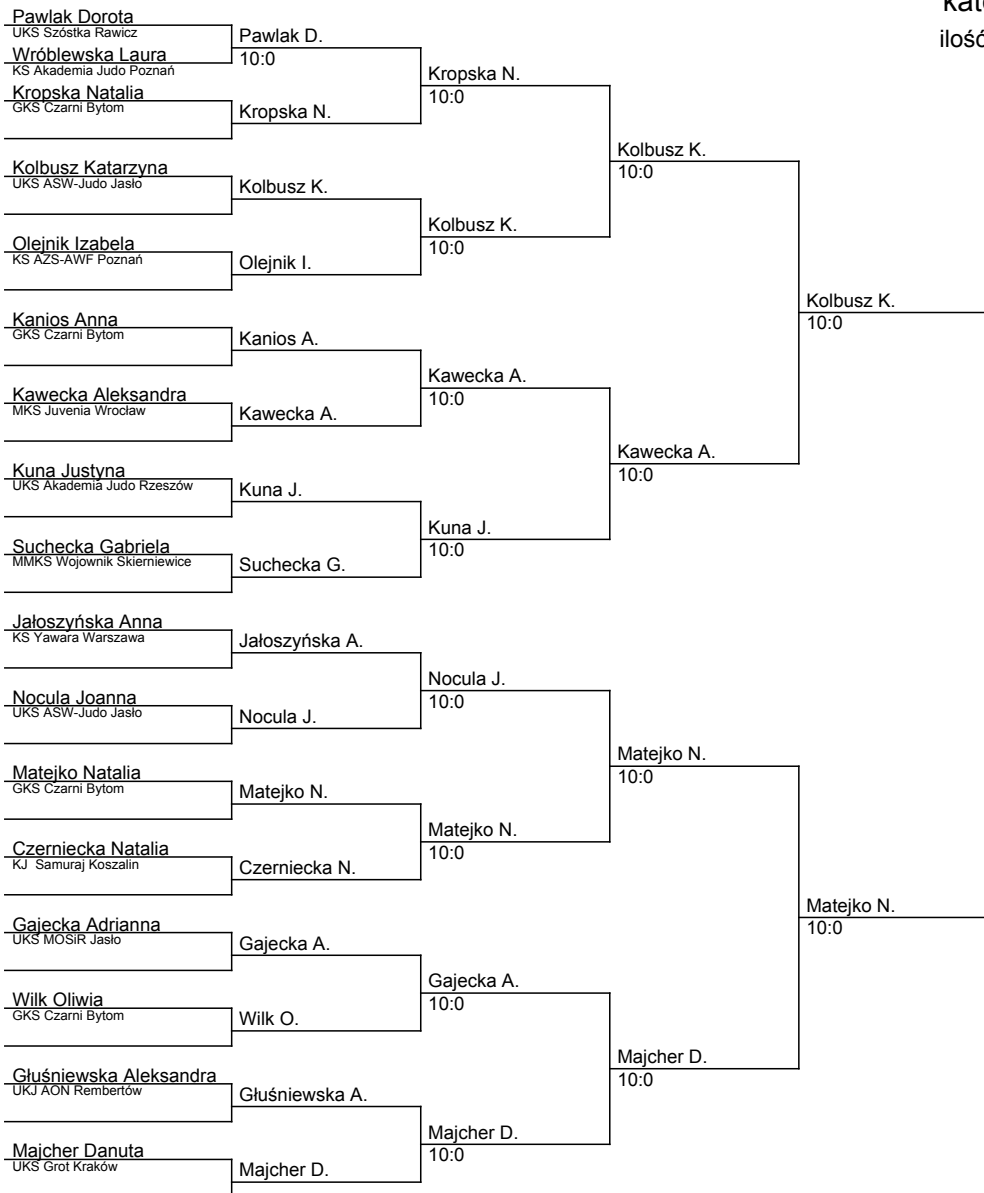 Pawlak Dorota
UKS Szóstka Rawicz
Wróblewska Laura
KS Akademia Judo Poznań
Kropska Natalia
GKS Czarni Bytom
Kolbusz Katarzyna
UKS ASW-Judo Jasło
Olejnik Izabela
KS AZS-AWF Poznań
Kanios Anna
GKS Czarni Bytom
Kawecka Aleksandra
MKS Juvenia Wrocław
Kuna Justyna
UKS Akademia Judo Rzeszów
Suchecka Gabriela
MMKS Wojownik Skierniewice
Jałoszyńska Anna
KS Yawara Warszawa
Nocula Joanna
UKS ASW-Judo Jasło
Matejko Natalia
GKS Czarni Bytom
Czerniecka Natalia
KJ Samuraj Koszalin
Gajecka Adrianna
UKS MOSiR Jasło
Wilk Oliwia
GKS Czarni Bytom
Głuśniewska Aleksandra
UKJ AON Rembertów
Majcher Danuta
UKS Grot Kraków
Pawlak D.
10:0
Kropska N.
Kolbusz K.
Olejnik I.
Kanios A.
Kawecka A.
Kuna J.
Suchecka G.
Jałoszyńska A.
Nocula J.
Matejko N.
Czerniecka N.
Gajecka A.
Wilk O.
Głuśniewska A.
Majcher D.
Kropska N.
10:0
Kolbusz K.
10:0
Kawecka A.
10:0
Kuna J.
10:0
Nocula J.
10:0
Matejko N.
10:0
Gajecka A.
10:0
Majcher D.
10:0
Kolbusz K.
10:0
Kawecka A.
10:0
Matejko N.
10:0
Majcher D.
10:0
Kolbusz K.
10:0
Matejko N.
10:0
ilość